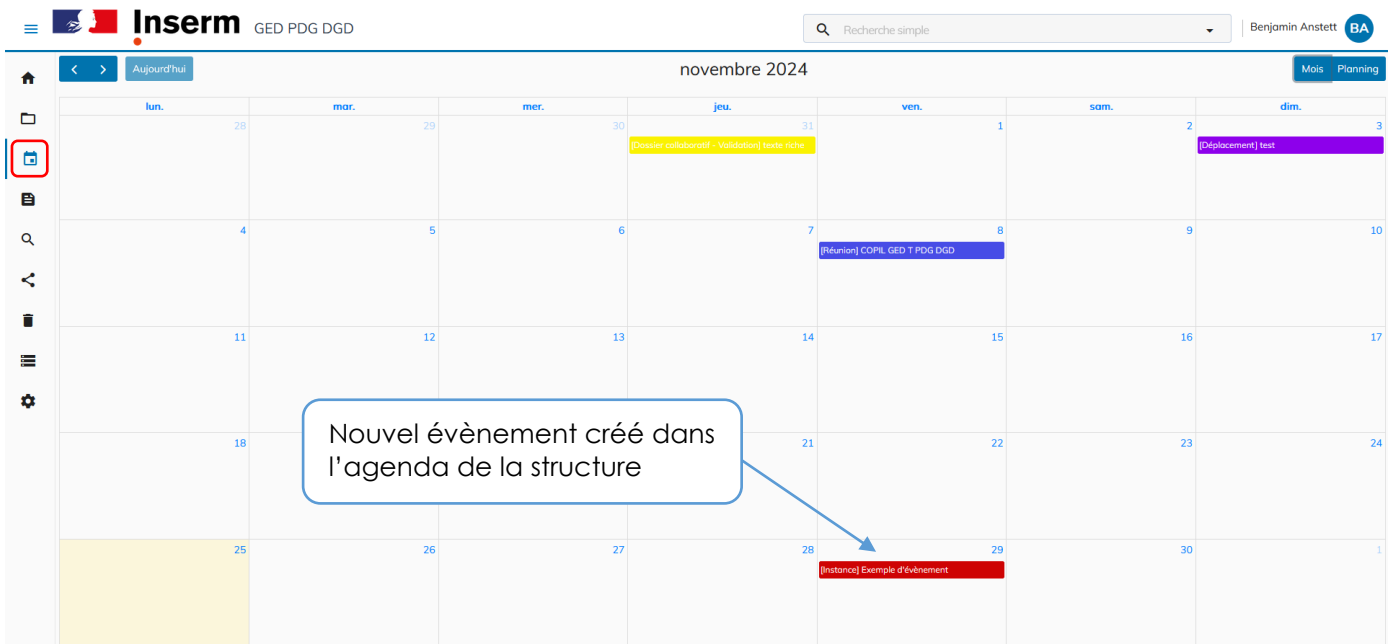 Inserm GED PDG DGD
Recherche simple
Benjamin Anstett BA
Aujourd'hui
novembre 2024
Mois Planning
lun. mar. mer. jeu. ven. sam. dim.
28 29 30 31 1 2 3
[Dossier collaboratif - Validation] texte riche
[Déplacement] test
4 5 6 7 8 9 10
[Réunion] COPIL GED T PDG DGD
11 12 13 14 15 16 17
18 21 22 23 24
Nouvel évènement créé dans
l'agenda de la structure
25 26 27 28 29 30 1
[Instance] Exemple d'évènement